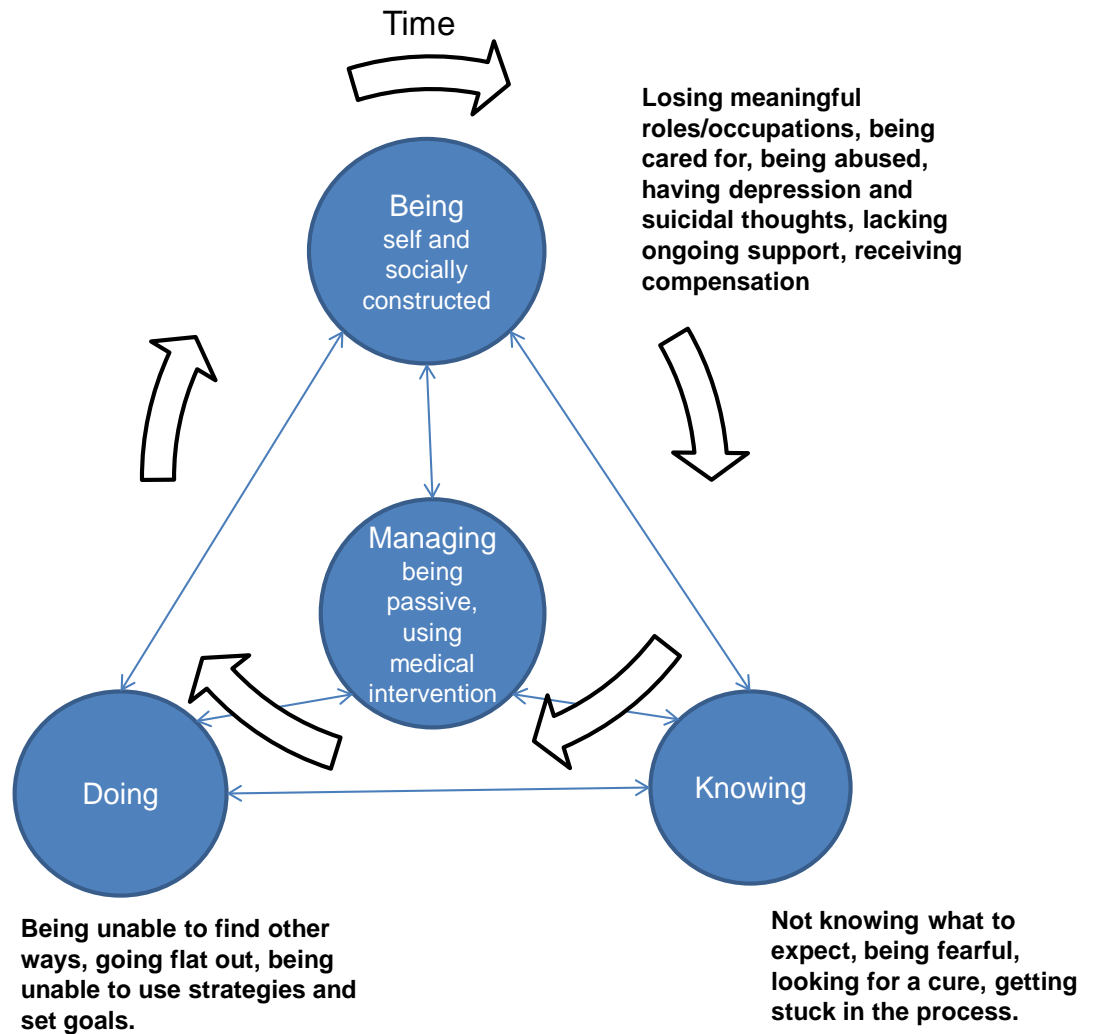 Time
Losing meaningful
roles/occupations, being
cared for, being abused,
having depression and
suicidal thoughts, lacking
ongoing support, receiving
compensation
Being
self and
socially
constructed
Managing
being
passive,
using
medical
intervention
Doing
Knowing
Being unable to find other
ways, going flat out, being
unable to use strategies and
set goals.
Not knowing what to
expect, being fearful,
looking for a cure, getting
stuck in the process.